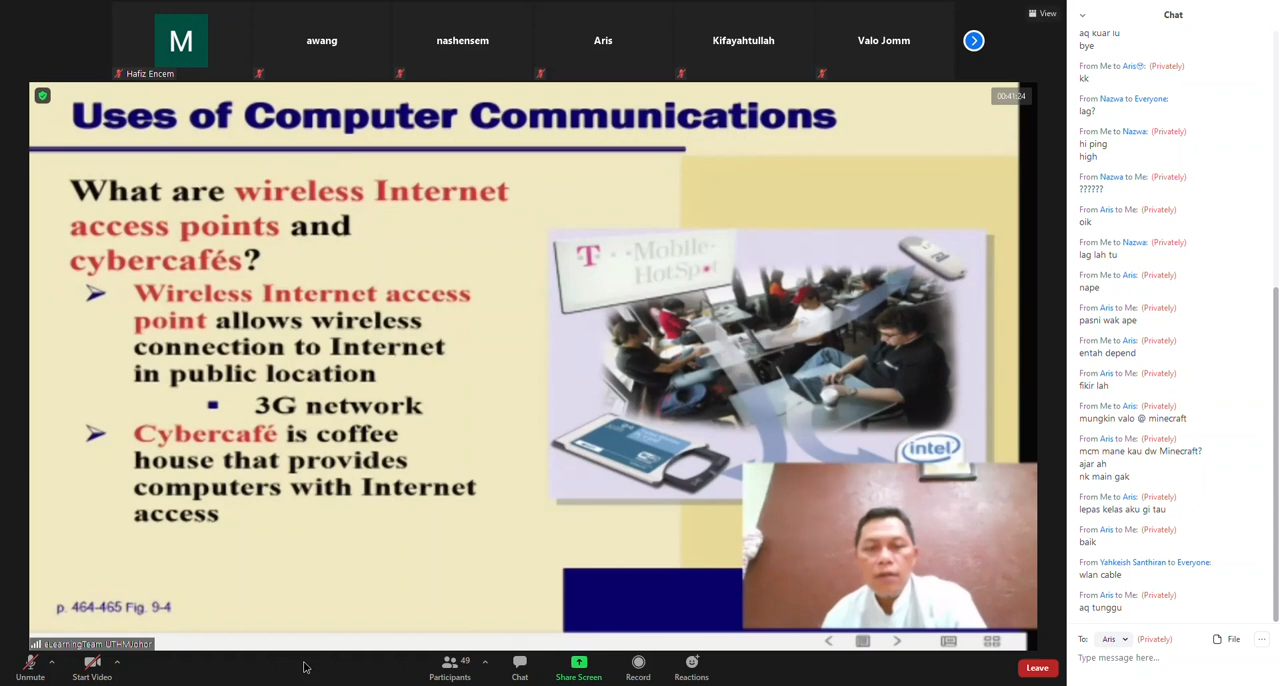 View
Chat
M
awang
nashensem
Aris
Kifayahtullah
Valo Jomm
Hafiz Encem
00:41:24
Uses of Computer Communications
What are wireless Internet
access points and
cybercafés?
Wireless Internet access
point allows wireless
connection to Internet
in public location
3G network
Cybercafé is coffee
house that provides
computers with Internet
access
T··Mobile·
HotSpot
intel
p. 464-465 Fig. 9-4
eLearningTeam UTHMjohor
Unmute
Start Video
49
Participants
Chat
Share Screen
Record
Reactions
Leave
aq kuar lu
bye
From Me to Aris😍: (Privately)
kk
From Nazwa to Everyone:
lag?
From Me to Nazwa: (Privately)
hi ping
high
From Nazwa to Me: (Privately)
??????
From Aris to Me: (Privately)
oik
From Me to Nazwa: (Privately)
lag lah tu
From Me to Aris: (Privately)
nape
From Aris to Me: (Privately)
pasni wak ape
From Me to Aris: (Privately)
entah depend
From Aris to Me: (Privately)
fikir lah
From Me to Aris: (Privately)
mungkin valo @ minecraft
From Aris to Me: (Privately)
mcm mane kau dw Minecraft?
ajar ah
nk main gak
From Me to Aris: (Privately)
lepas kelas aku gi tau
From Aris to Me: (Privately)
baik
From Yahkeish Santhiran to Everyone:
wlan cable
From Aris to Me: (Privately)
aq tunggu
To: Aris (Privately)
File
Type message here...